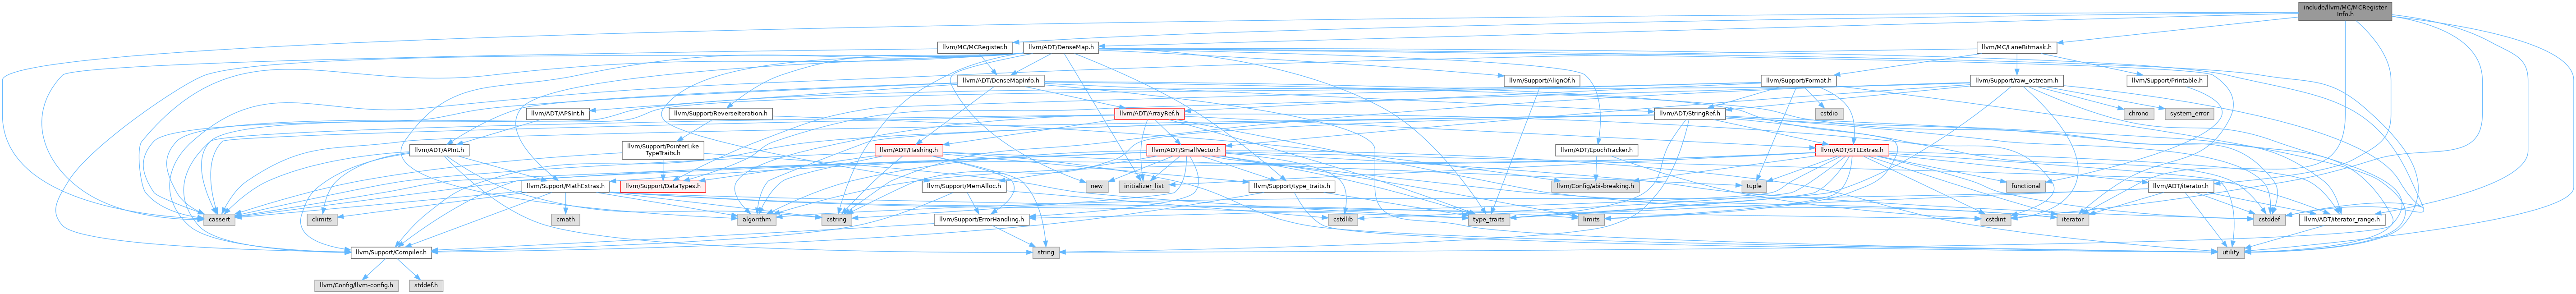 include/llvm/MC/MCRegister
Info.h
llvm/MC/MCRegister.h
llvm/ADT/DenseMap.h
llvm/MC/LaneBitmask.h
llvm/ADT/DenseMapInfo.h
llvm/Support/AlignOf.h
llvm/Support/Format.h
llvm/Support/raw_ostream.h
llvm/Support/Printable.h
llvm/ADT/APSInt.h
llvm/Support/ReverseIteration.h
llvm/ADT/ArrayRef.h
llvm/ADT/StringRef.h
cstdio
chrono
system_error
llvm/ADT/APInt.h
llvm/Support/PointerLike
TypeTraits.h
llvm/ADT/Hashing.h
llvm/ADT/SmallVector.h
llvm/ADT/EpochTracker.h
llvm/ADT/STLExtras.h
llvm/Support/MathExtras.h
llvm/Support/DataTypes.h
llvm/Support/MemAlloc.h
new
initializer_list
llvm/Support/type_traits.h
llvm/Config/abi-breaking.h
tuple
functional
llvm/ADT/iterator.h
cassert
climits
cmath
algorithm
cstring
llvm/Support/ErrorHandling.h
cstdlib
type_traits
limits
cstdint
iterator
cstddef
llvm/ADT/iterator_range.h
llvm/Support/Compiler.h
string
utility
llvm/Config/llvm-config.h
stddef.h